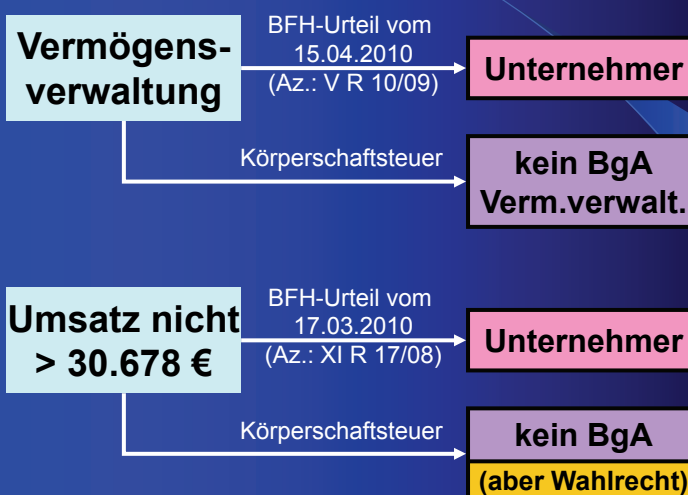 Vermögens-
verwaltung
BFH-Urteil vom
15.04.2010
(Az.: V R 10/09)
Unternehmer
Körperschaftsteuer
kein BgA
Verm.verwalt.
Umsatz nicht
> 30.678 €
BFH-Urteil vom
17.03.2010
(Az.: XI R 17/08)
Unternehmer
Körperschaftsteuer
kein BgA
(aber Wahlrecht)